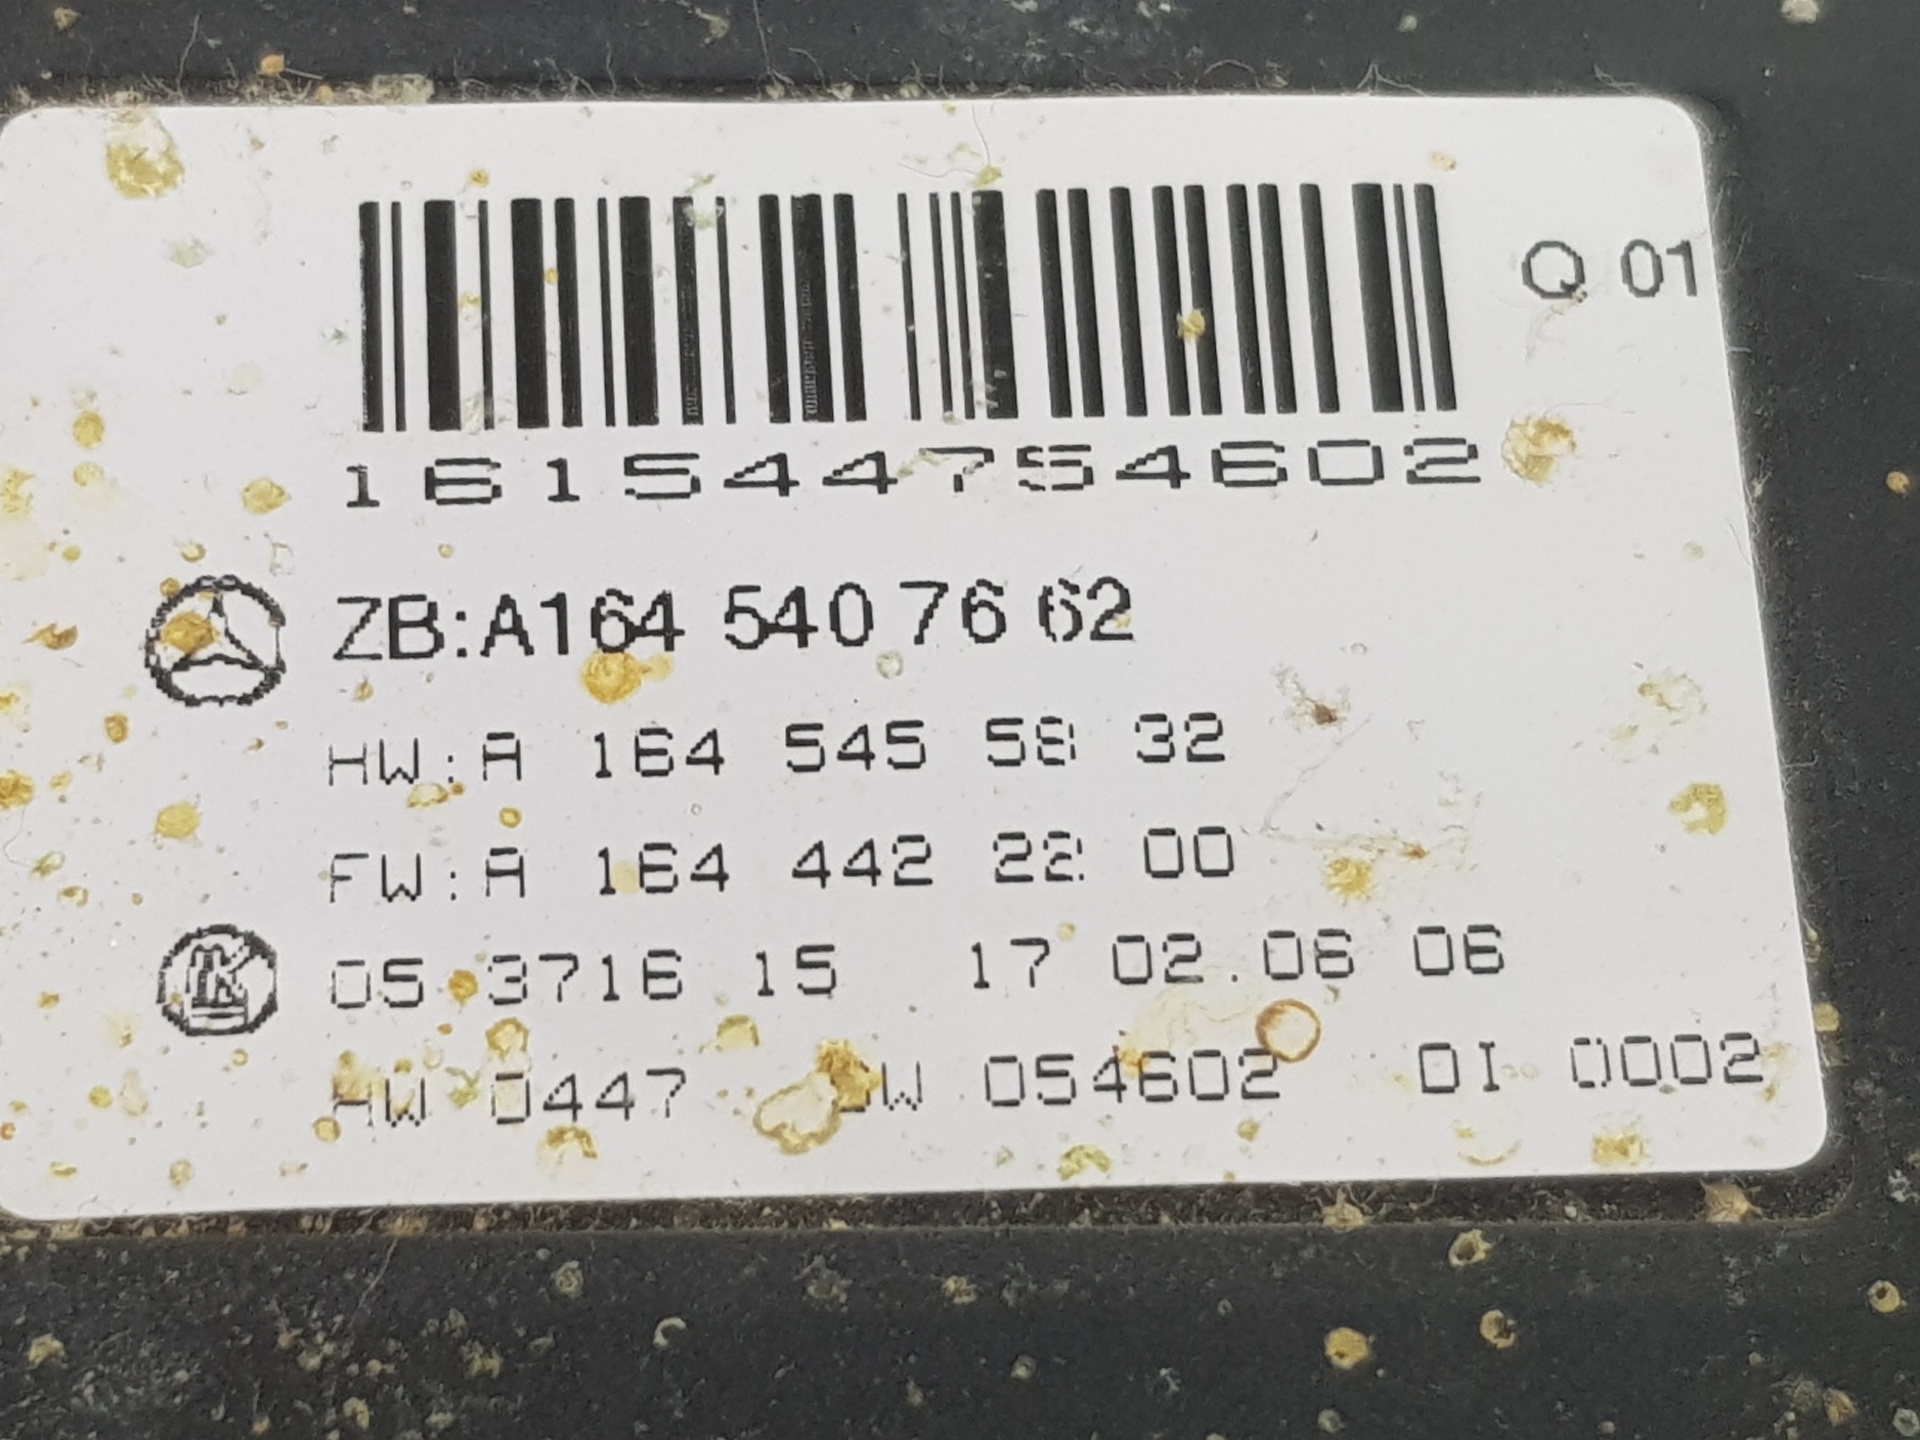 Q 01
161544754602
ZB:A164 540 76 62
HW:A 164 545 58 32
FW:A 164 442 22 00
05 3716 15 17 02.06 06
HW 0447 054602 0I 0002